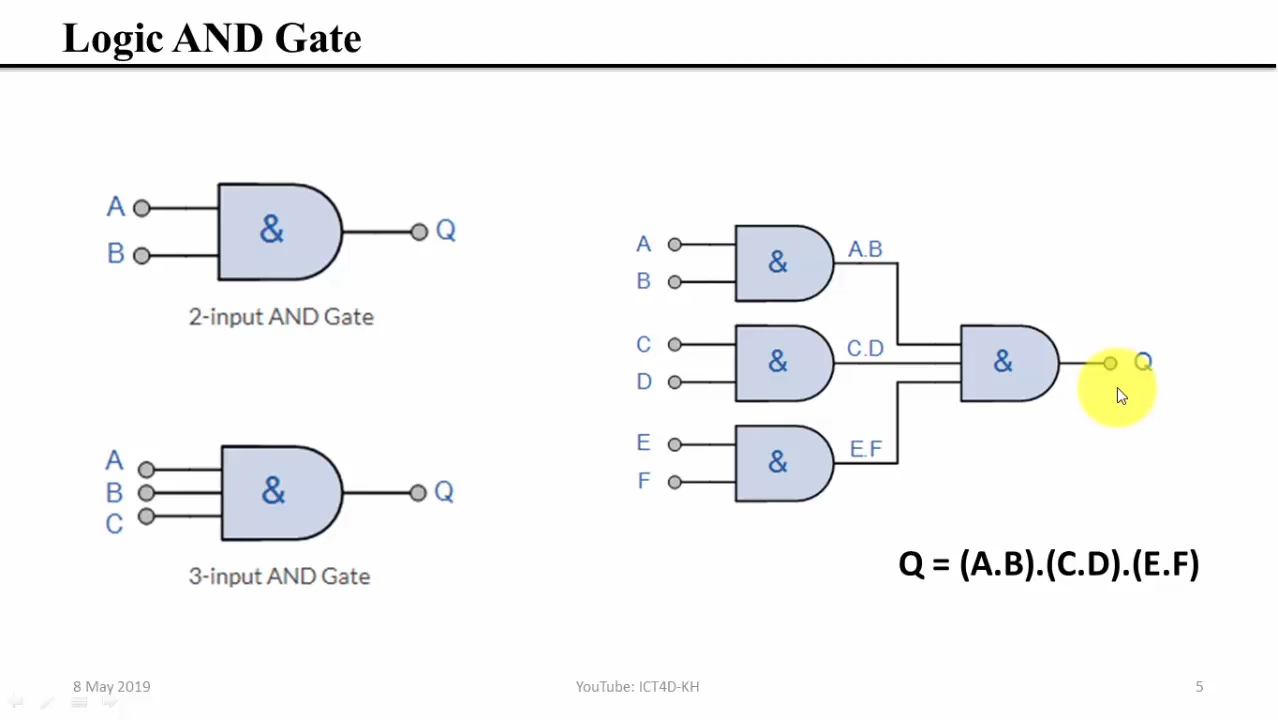 Logic AND Gate
A
B
&
Q
2-input AND Gate
A
B
C
&
Q
3-input AND Gate
A
B
&
A.B
C
D
&
C.D
E
F
&
E.F
&
Q
Q = (A.B).(C.D).(E.F)
8 May 2019
YouTube: ICT4D-KH
5